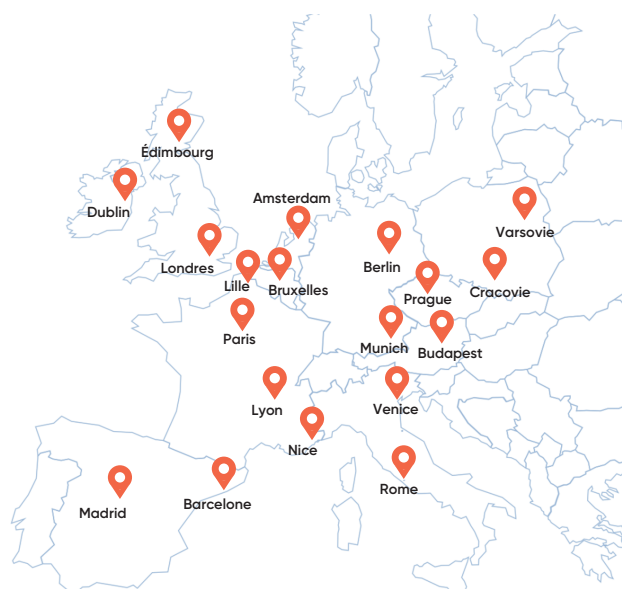 Édimbourg
Amsterdam
Dublin
Varsovie
Londres
Berlin
Lille
Bruxelles
Prague
Cracovie
Paris
Munich
Budapest
Lyon
Venice
Nice
Rome
Barcelone
Madrid